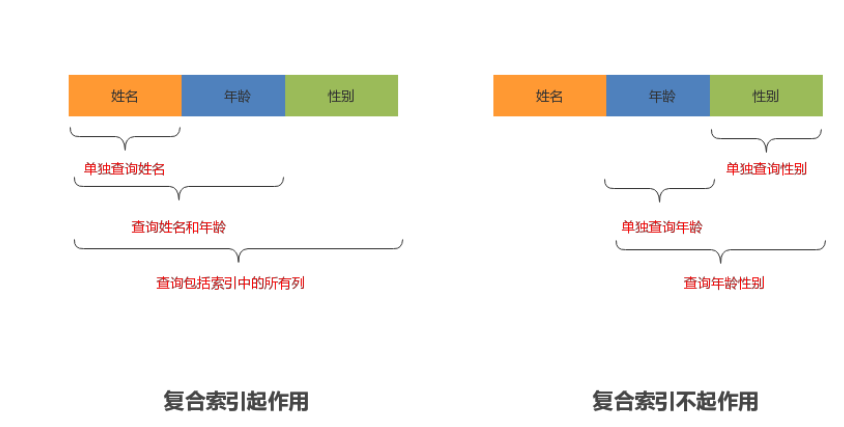 姓名 年龄 性别
单独查询姓名
查询姓名和年龄
查询包括索引中的所有列
复合索引起作用
姓名 年龄 性别
单独查询性别
单独查询年龄
查询年龄性别
复合索引不起作用